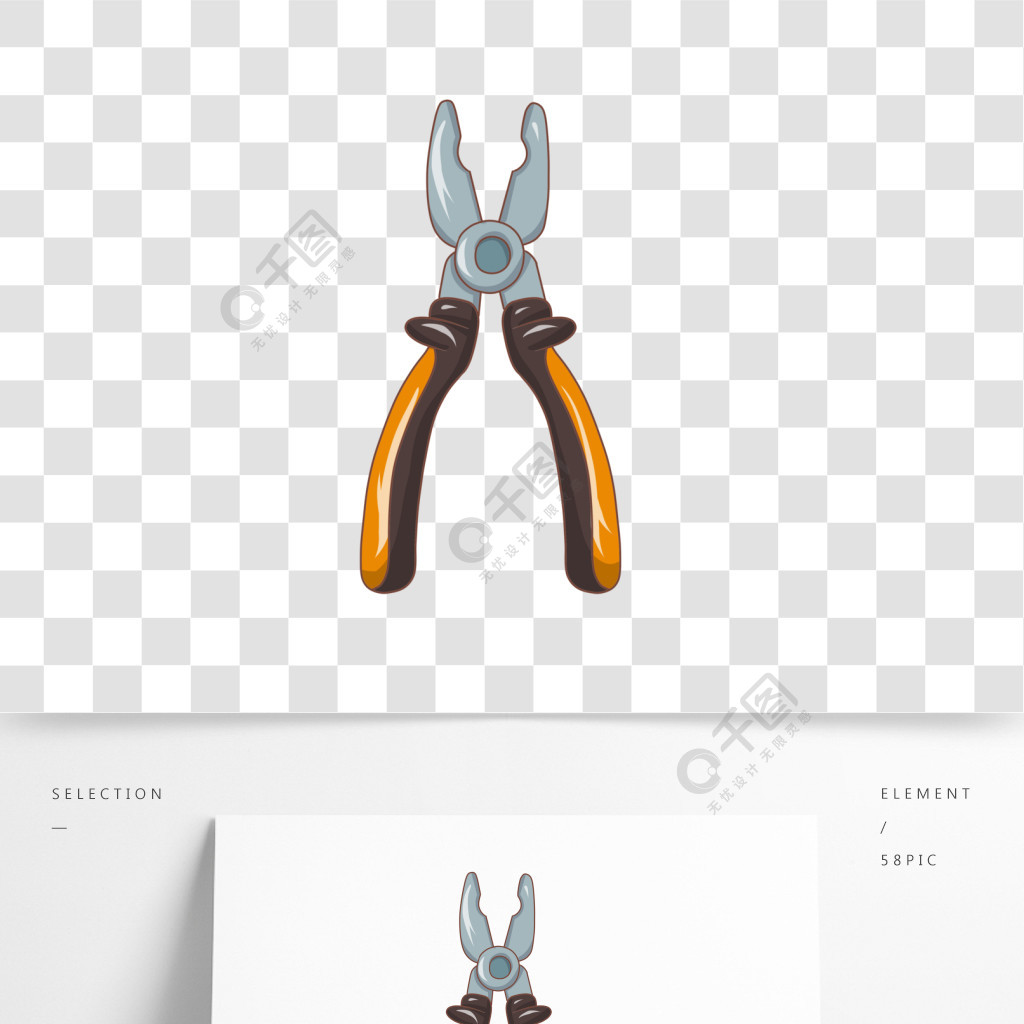 千图
无忧设计 无限灵感
千图
无忧设计 无限灵感
千图
无忧设计 无限灵感
SELECTION
—
ELEMENT
/
58PIC